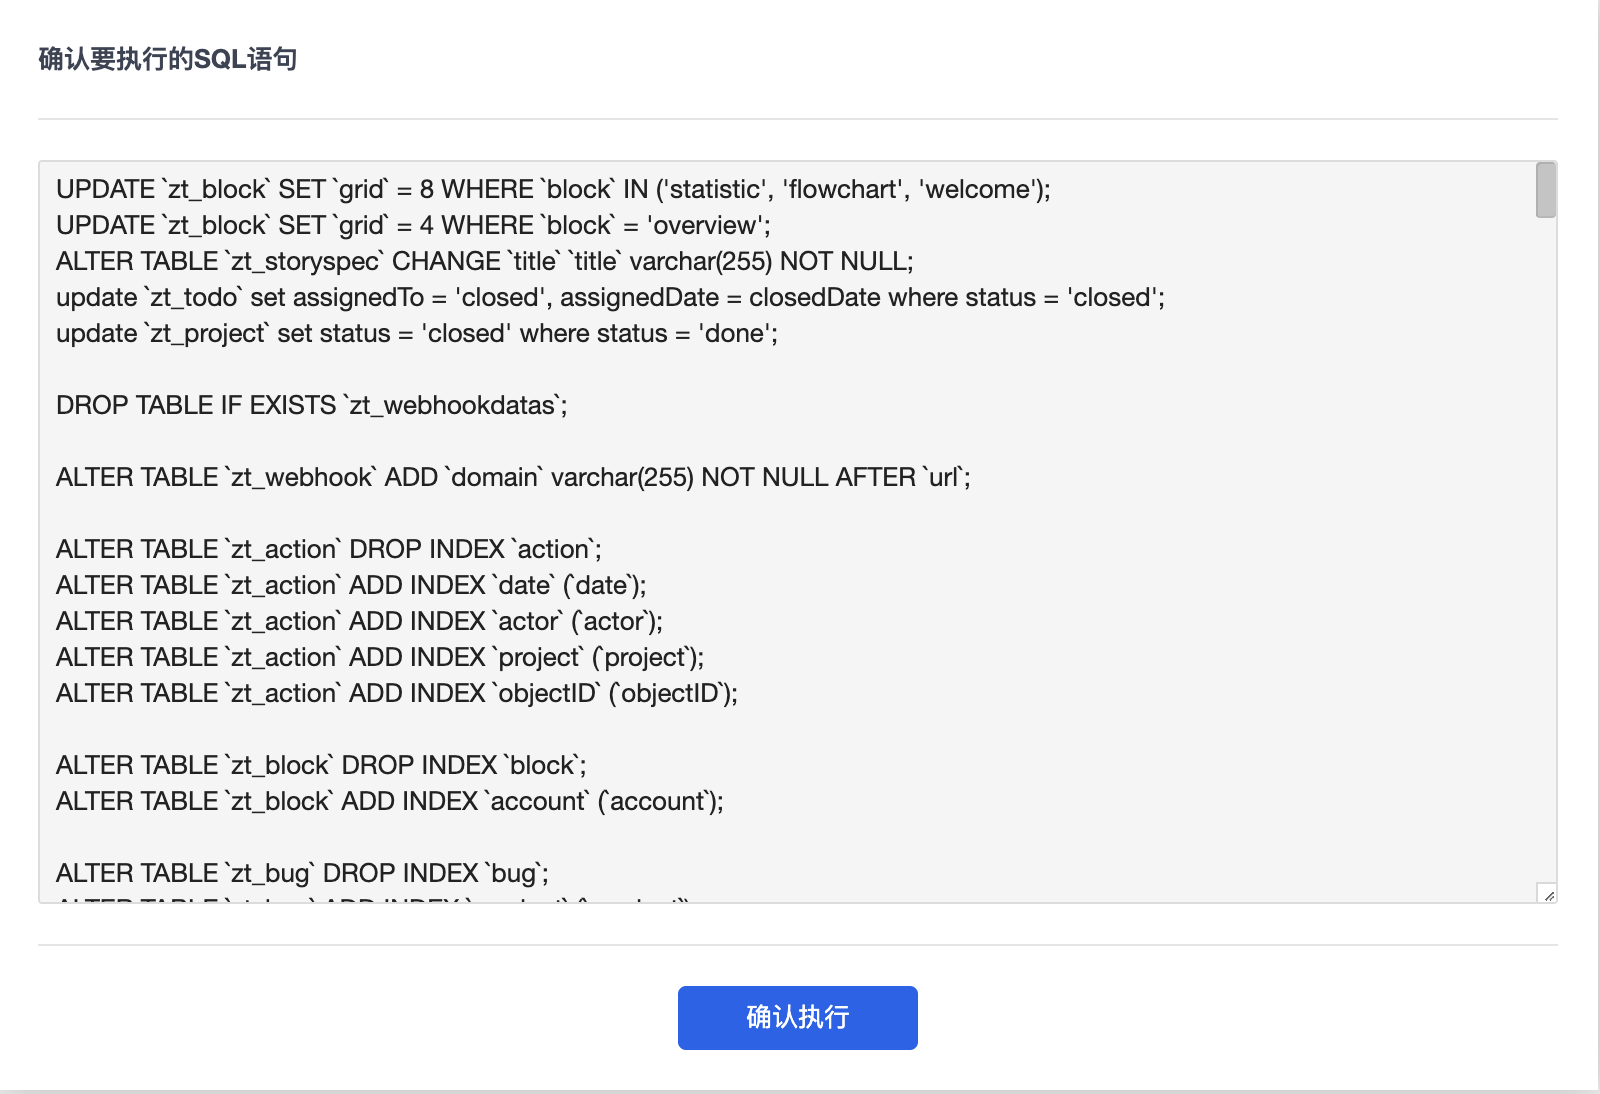 确认要执行的SQL语句
UPDATE `zt_block` SET `grid` = 8 WHERE `block` IN ('statistic', 'flowchart', 'welcome');
UPDATE `zt_block` SET `grid` = 4 WHERE `block` = 'overview';
ALTER TABLE `zt_storyspec` CHANGE `title` `title` varchar(255) NOT NULL;
update `zt_todo` set assignedTo = 'closed', assignedDate = closedDate where status = 'closed';
update `zt_project` set status = 'closed' where status = 'done';
DROP TABLE IF EXISTS `zt_webhookdatas`;
ALTER TABLE `zt_webhook` ADD `domain` varchar(255) NOT NULL AFTER `url`;
ALTER TABLE `zt_action` DROP INDEX `action`;
ALTER TABLE `zt_action` ADD INDEX `date` (`date`);
ALTER TABLE `zt_action` ADD INDEX `actor` (`actor`);
ALTER TABLE `zt_action` ADD INDEX `project` (`project`);
ALTER TABLE `zt_action` ADD INDEX `objectID` (`objectID`);
ALTER TABLE `zt_block` DROP INDEX `block`;
ALTER TABLE `zt_block` ADD INDEX `account` (`account`);
ALTER TABLE `zt_bug` DROP INDEX `bug`;
确认执行